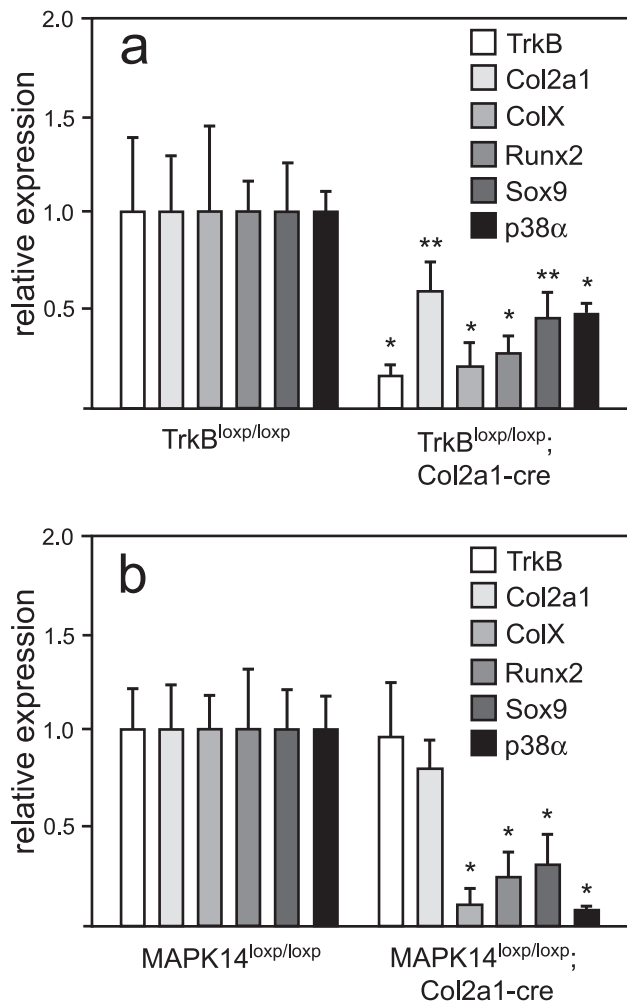 a
relative expression
2.0
1.5
1.0
0.5
TrkB
Col2a1
ColX
Runx2
Sox9
p38α
* ** * * ** *
TrkB^loxp/loxp
TrkB^loxp/loxp;
Col2a1-cre
b
relative expression
2.0
1.5
1.0
0.5
TrkB
Col2a1
ColX
Runx2
Sox9
p38α
* * * *
MAPK14^loxp/loxp
MAPK14^loxp/loxp;
Col2a1-cre